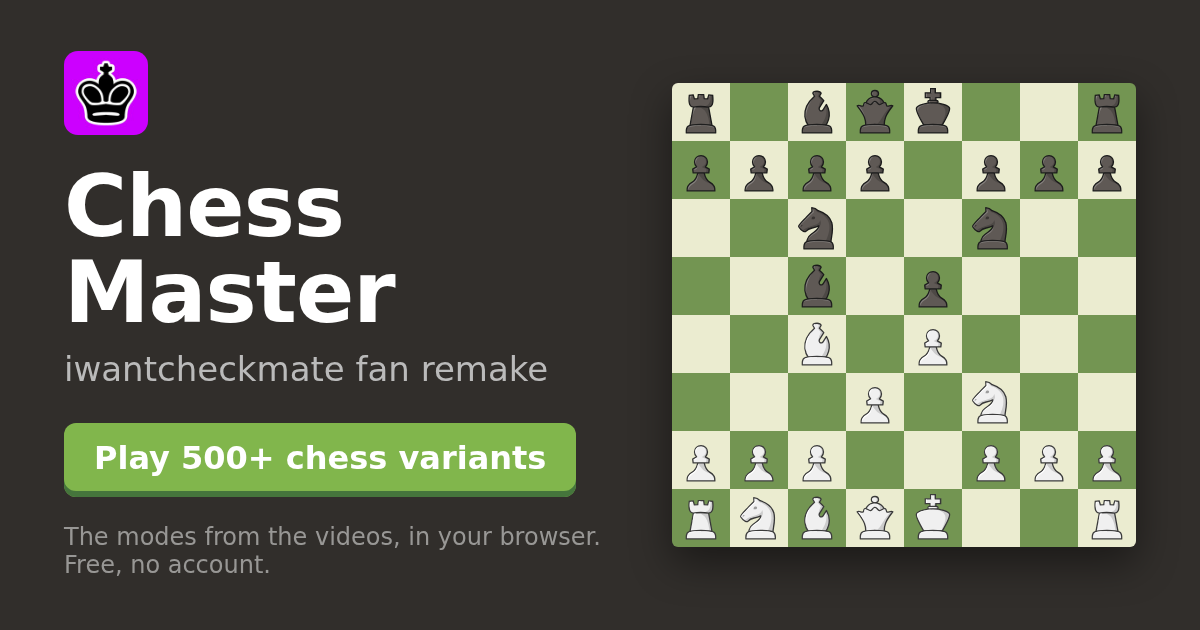 Chess
Master
iwantcheckmate fan remake
Play 500+ chess variants
The modes from the videos, in your browser.
Free, no account.